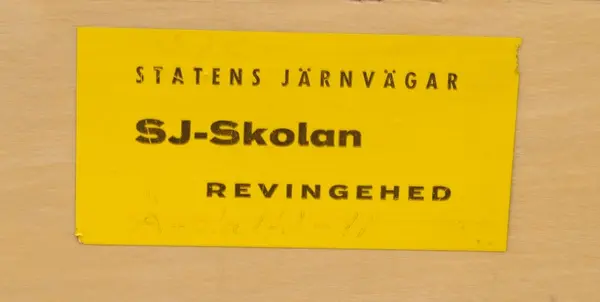 STATENS JÄRNVÄGAR
SJ-Skolan
REVINGEHED